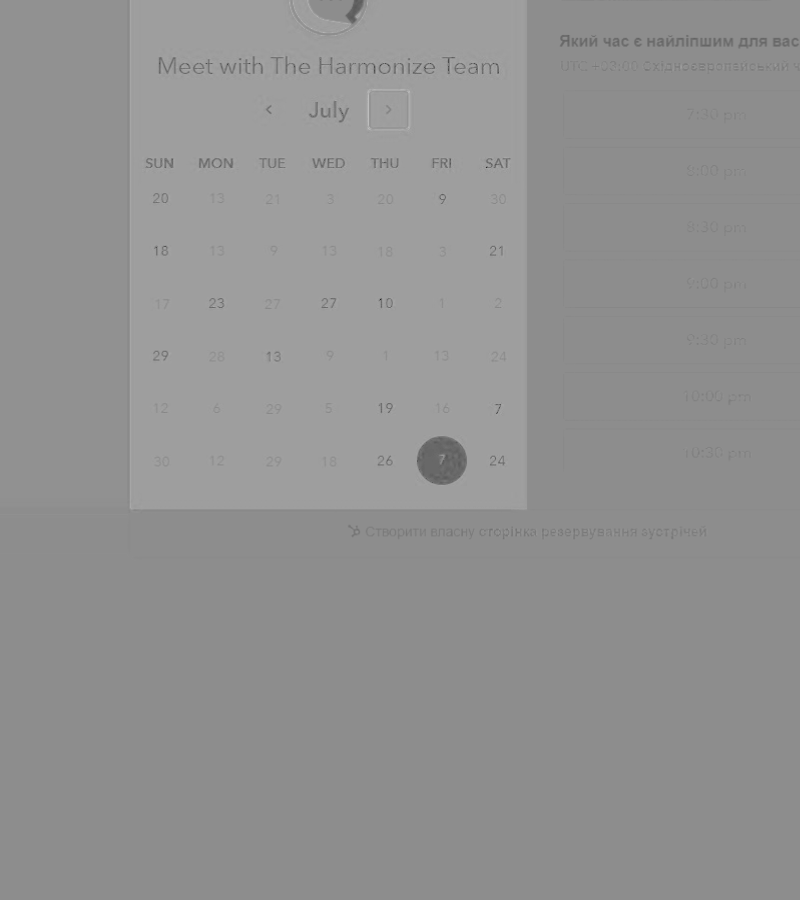 Meet with The Harmonize Team
July
SUN MON TUE WED THU FRI SAT
20 13 21 3 20 9 30
18 13 9 13 18 3 21
17 23 27 27 10 1 2
29 28 13 9 1 13 24
12 6 29 5 19 16 7
30 12 29 18 26 7 24
Який час є найліпшим для вас
UTC +03:00 Східноєвропейський ч
7:30 pm
8:00 pm
8:30 pm
9:00 pm
9:30 pm
10:00 pm
10:30 pm
Створити власну сторінка резервування зустрічей